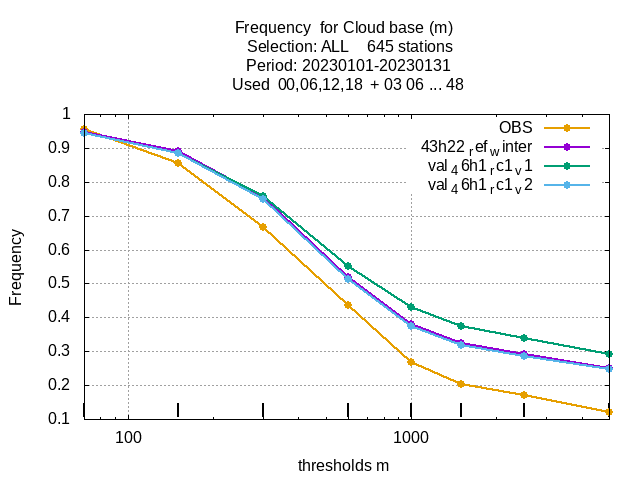 Frequency  for Cloud base (m)
Selection: ALL    645 stations
Period: 20230101-20230131
Used  00,06,12,18  + 03 06 ... 48
OBS
43h22_ref_winter
val_46h1_rc1_v1
val_46h1_rc1_v2
1
0.9
0.8
0.7
0.6
0.5
0.4
0.3
0.2
0.1
Frequency
100
1000
thresholds m